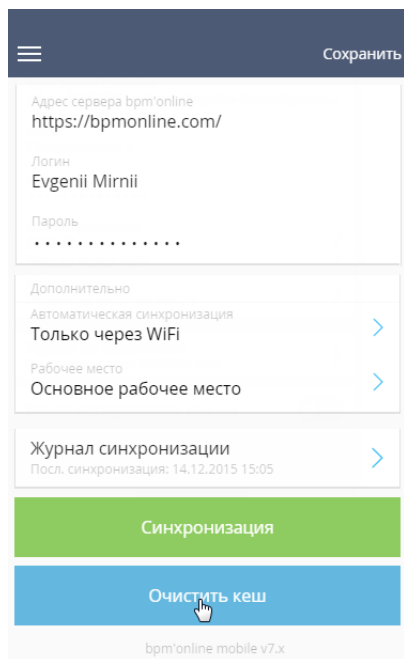 Сохранить
Адрес сервера bpm'online
https://bpmonline.com/
Логин
Evgenii Mirnii
Пароль
••••••••••••••
Дополнительно
Автоматическая синхронизация
Только через WiFi
Рабочее место
Основное рабочее место
Журнал синхронизации
Посл. синхронизация: 14.12.2015 15:05
Синхронизация
Очистить кеш
bpm'online mobile v7.x